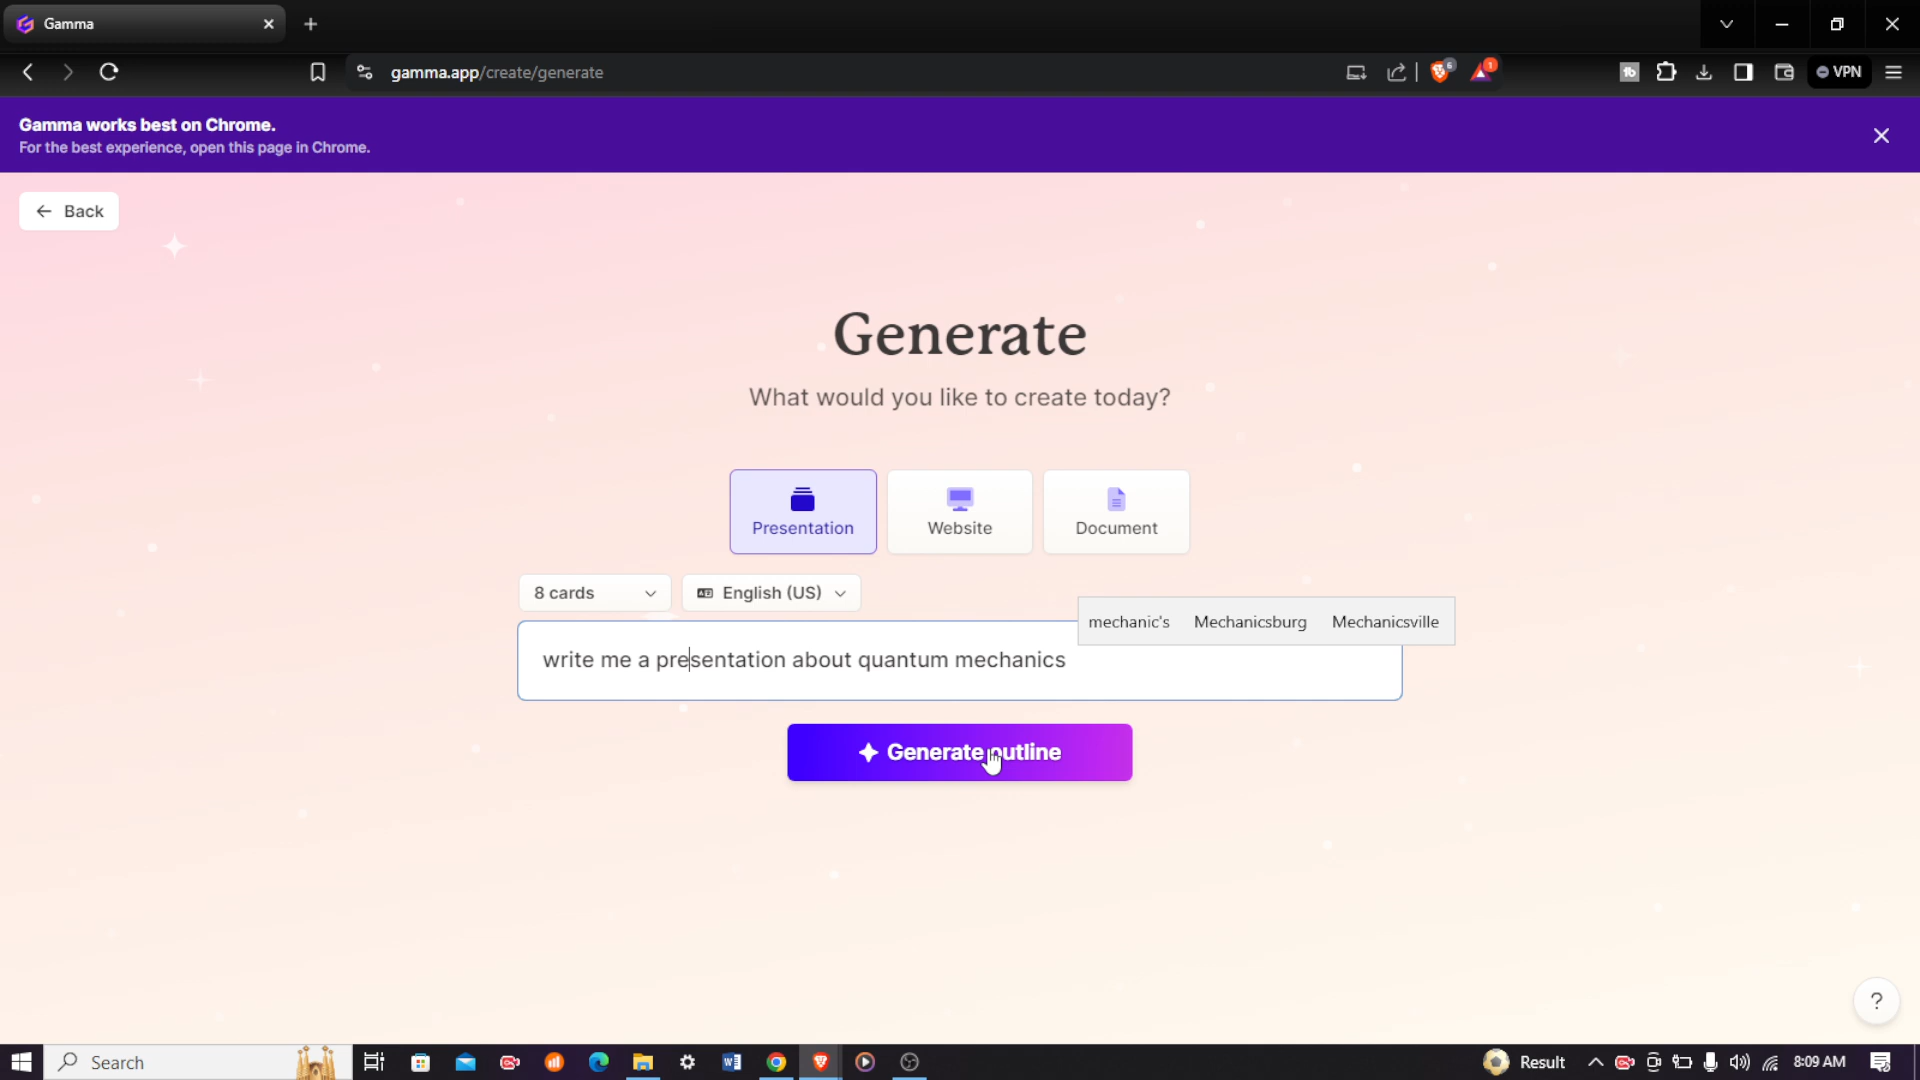 Gamma
gamma.app/create/generate
6
1
VPN
Gamma works best on Chrome.
For the best experience, open this page in Chrome.
Back
Generate
What would you like to create today?
Presentation
Website
Document
8 cards
English (US)
mechanic's Mechanicsburg Mechanicsville
write me a presentation about quantum mechanics
Generate outline
?
Search
Result
8:09 AM